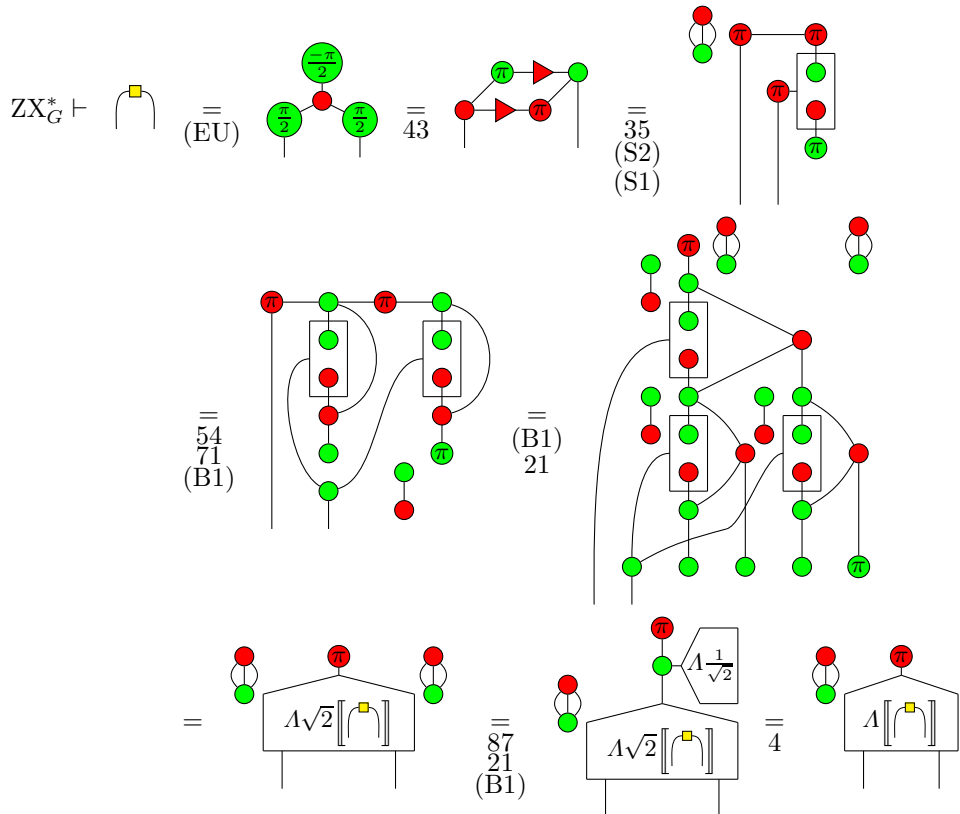 ZX*_G ⊢ = (EU) −π/2 π/2 π/2 = 43 π π = 35 (S2) (S1) π π π π
= 54 71 (B1) π π π = (B1) 21 π π
= π Λ√2⟦ ⟧ = 87 21 (B1) π Λ 1/√2 Λ√2⟦ ⟧ = 4 π Λ⟦ ⟧